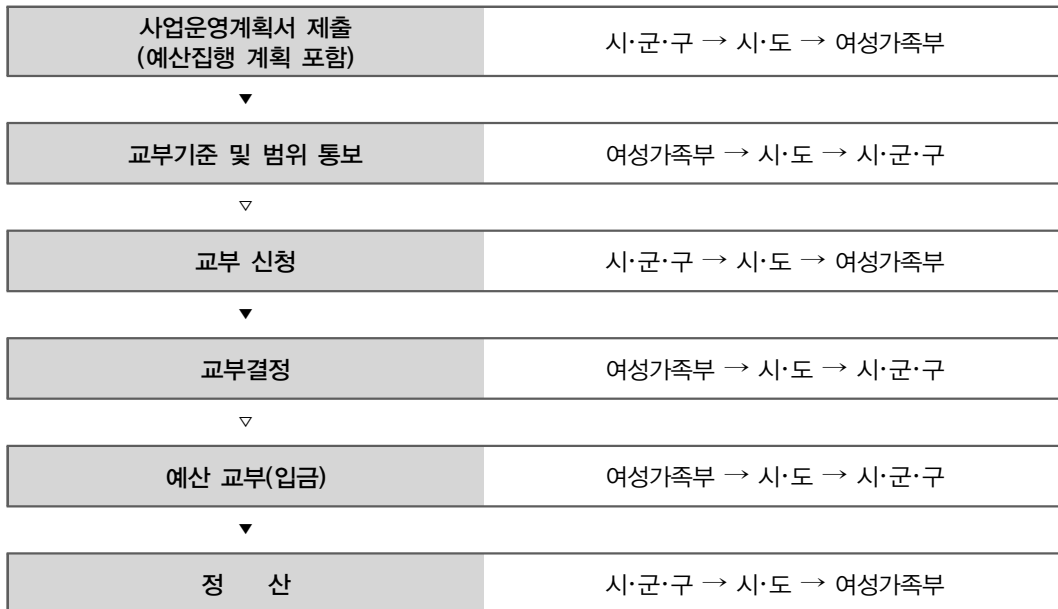 사업운영계획서 제출
(예산집행 계획 포함)
시·군·구 → 시·도 → 여성가족부
▼
교부기준 및 범위 통보
여성가족부 → 시·도 → 시·군·구
▽
교부 신청
시·군·구 → 시·도 → 여성가족부
▼
교부결정
여성가족부 → 시·도 → 시·군·구
▽
예산 교부(입금)
여성가족부 → 시·도 → 시·군·구
▼
정 산
시·군·구 → 시·도 → 여성가족부